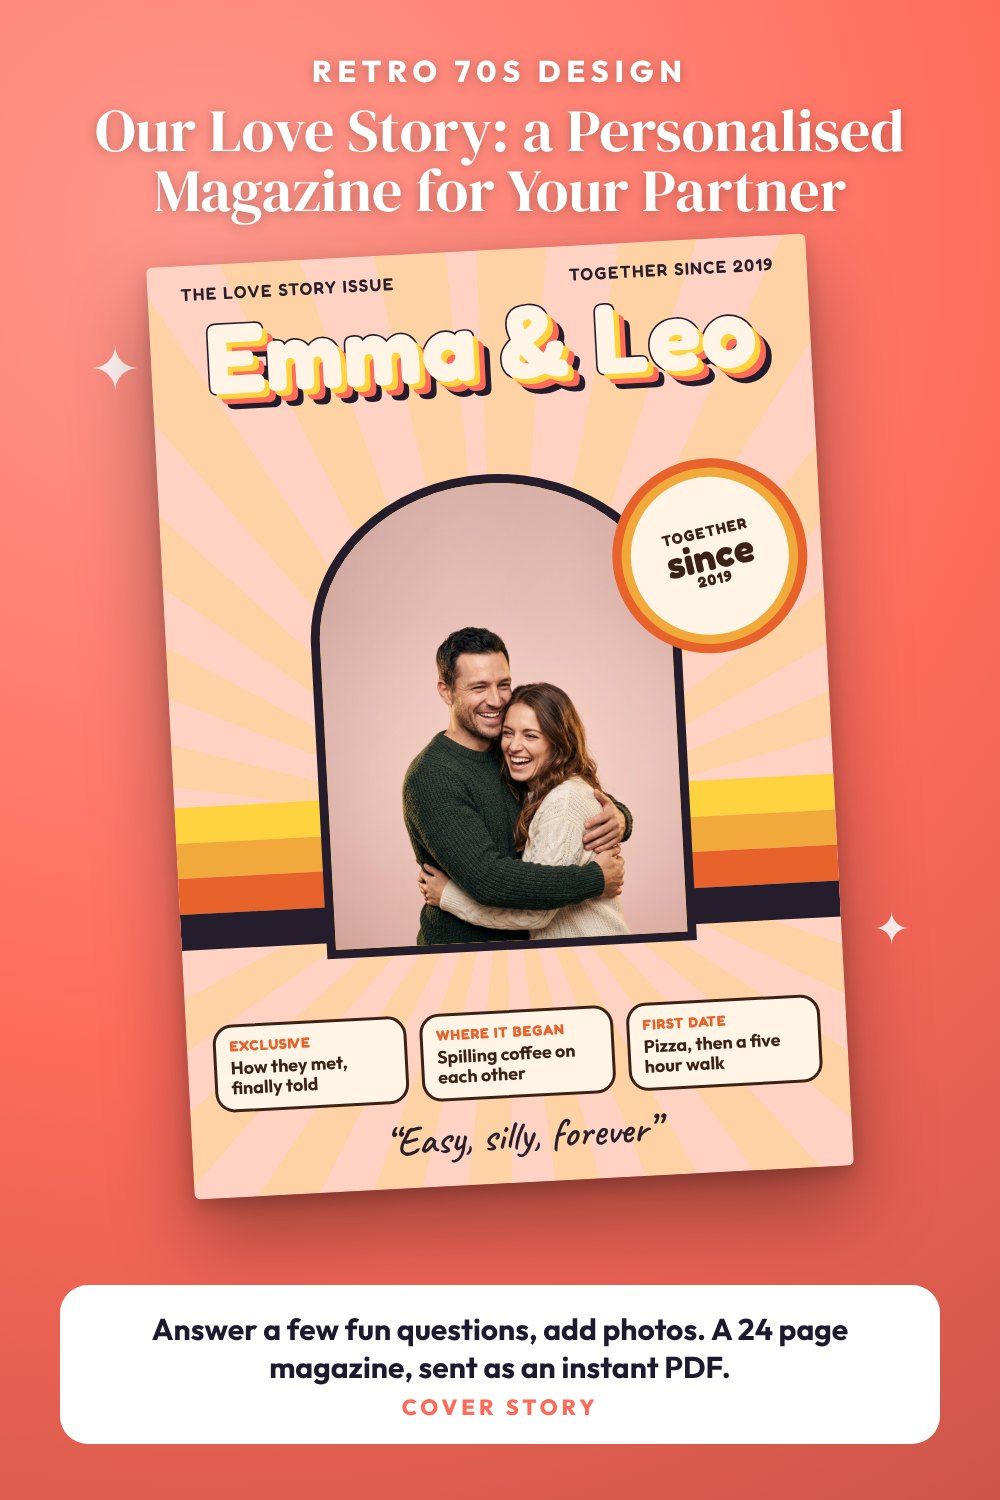 RETRO 70S DESIGN
Our Love Story: a Personalised
Magazine for Your Partner
THE LOVE STORY ISSUE
TOGETHER SINCE 2019
Emma & Leo
TOGETHER
since
2019
EXCLUSIVE
How they met,
finally told
WHERE IT BEGAN
Spilling coffee on
each other
FIRST DATE
Pizza, then a five
hour walk
“Easy, silly, forever”
Answer a few fun questions, add photos. A 24 page
magazine, sent as an instant PDF.
COVER STORY